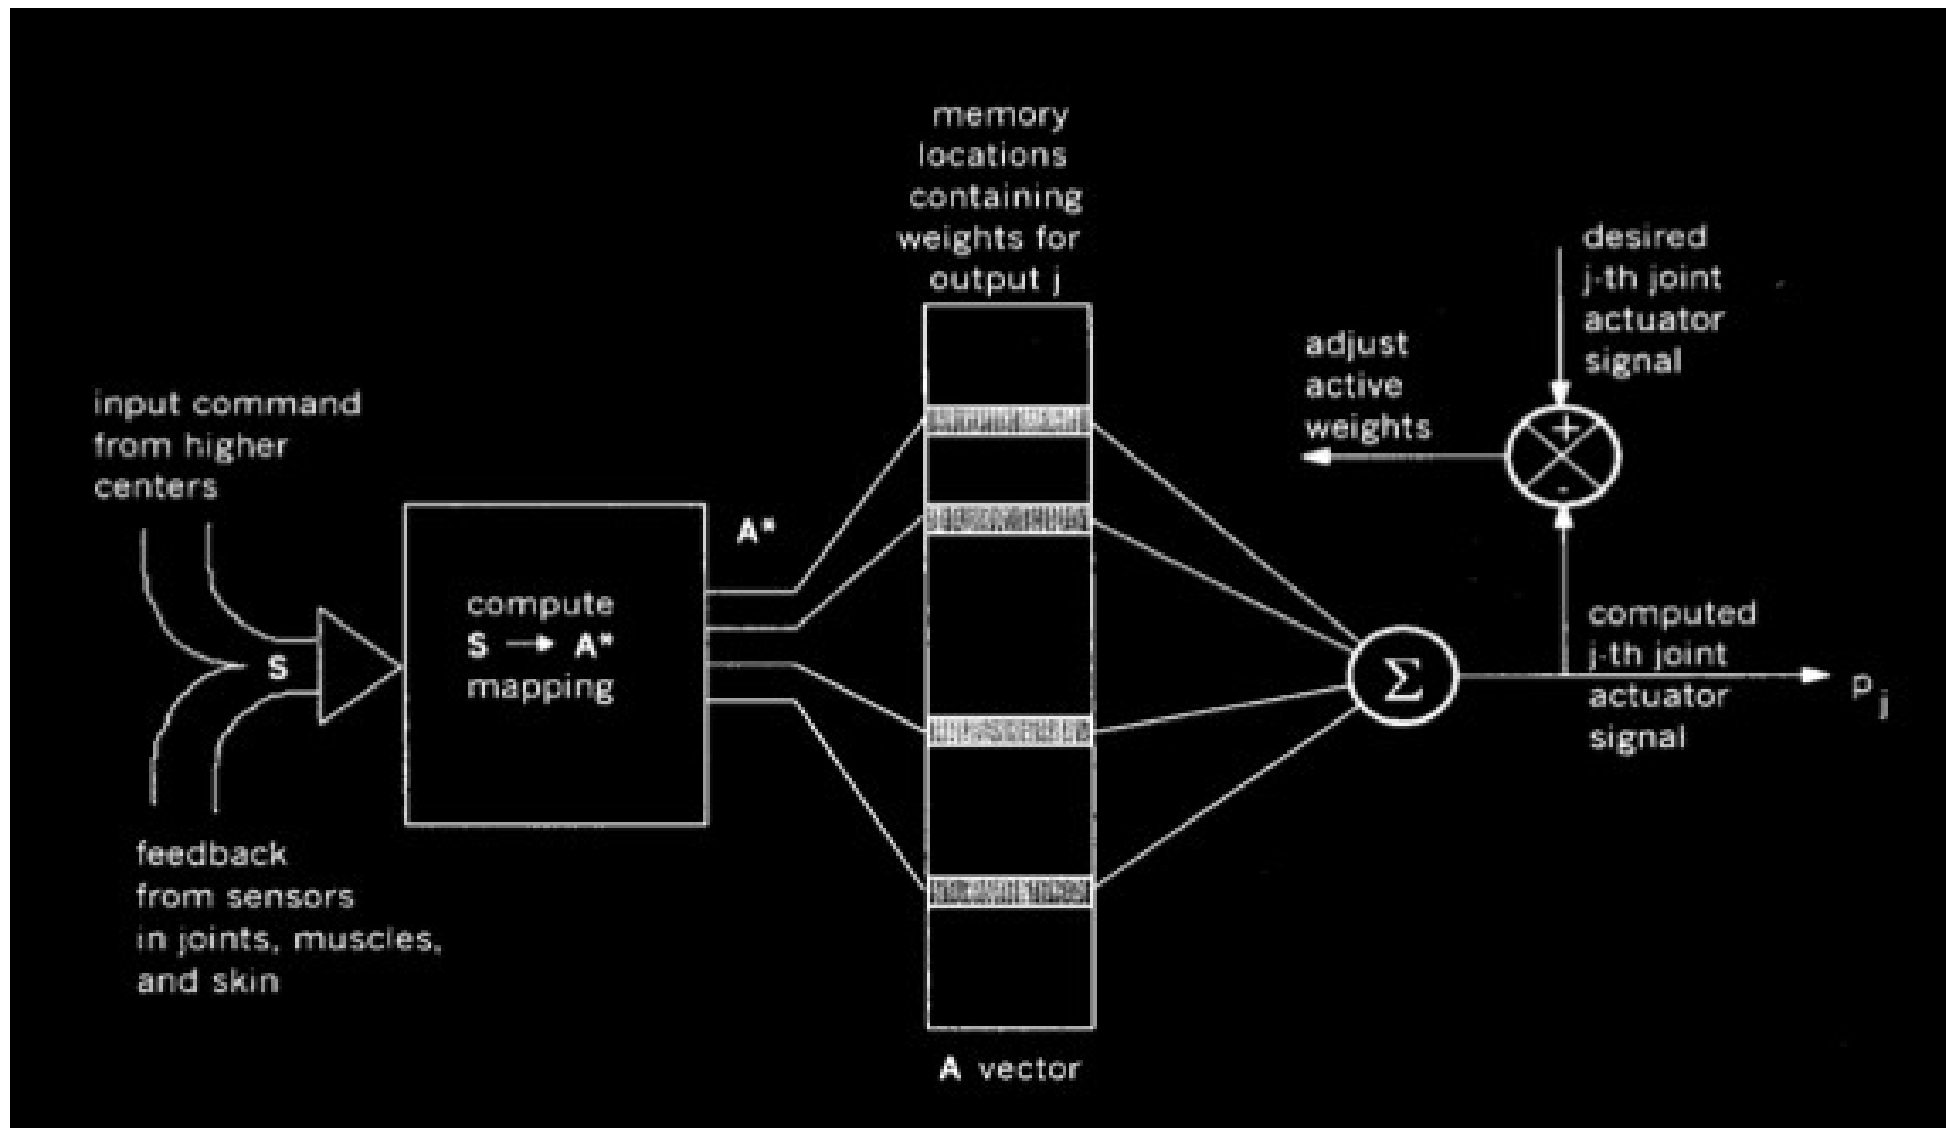 memory
locations
containing
weights for
output j
desired
j-th joint
actuator
signal
adjust
active
weights
+
-
input command
from higher
centers
S
compute
S → A*
mapping
A*
Σ
computed
j-th joint
actuator
signal
pj
feedback
from sensors
in joints, muscles,
and skin
A vector